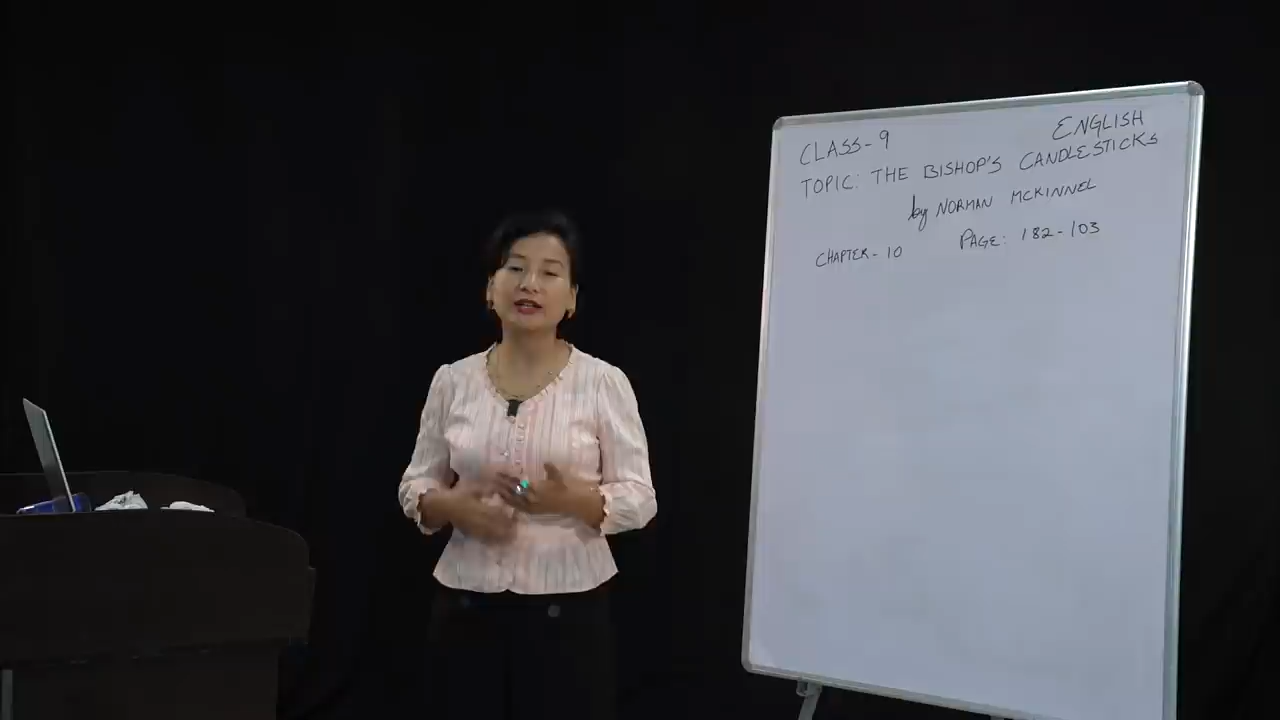 CLASS-9
ENGLISH
TOPIC: THE BISHOP'S CANDLESTICKS
by NORMAN MCKINNEL
CHAPTER-10 PAGE: 182-103